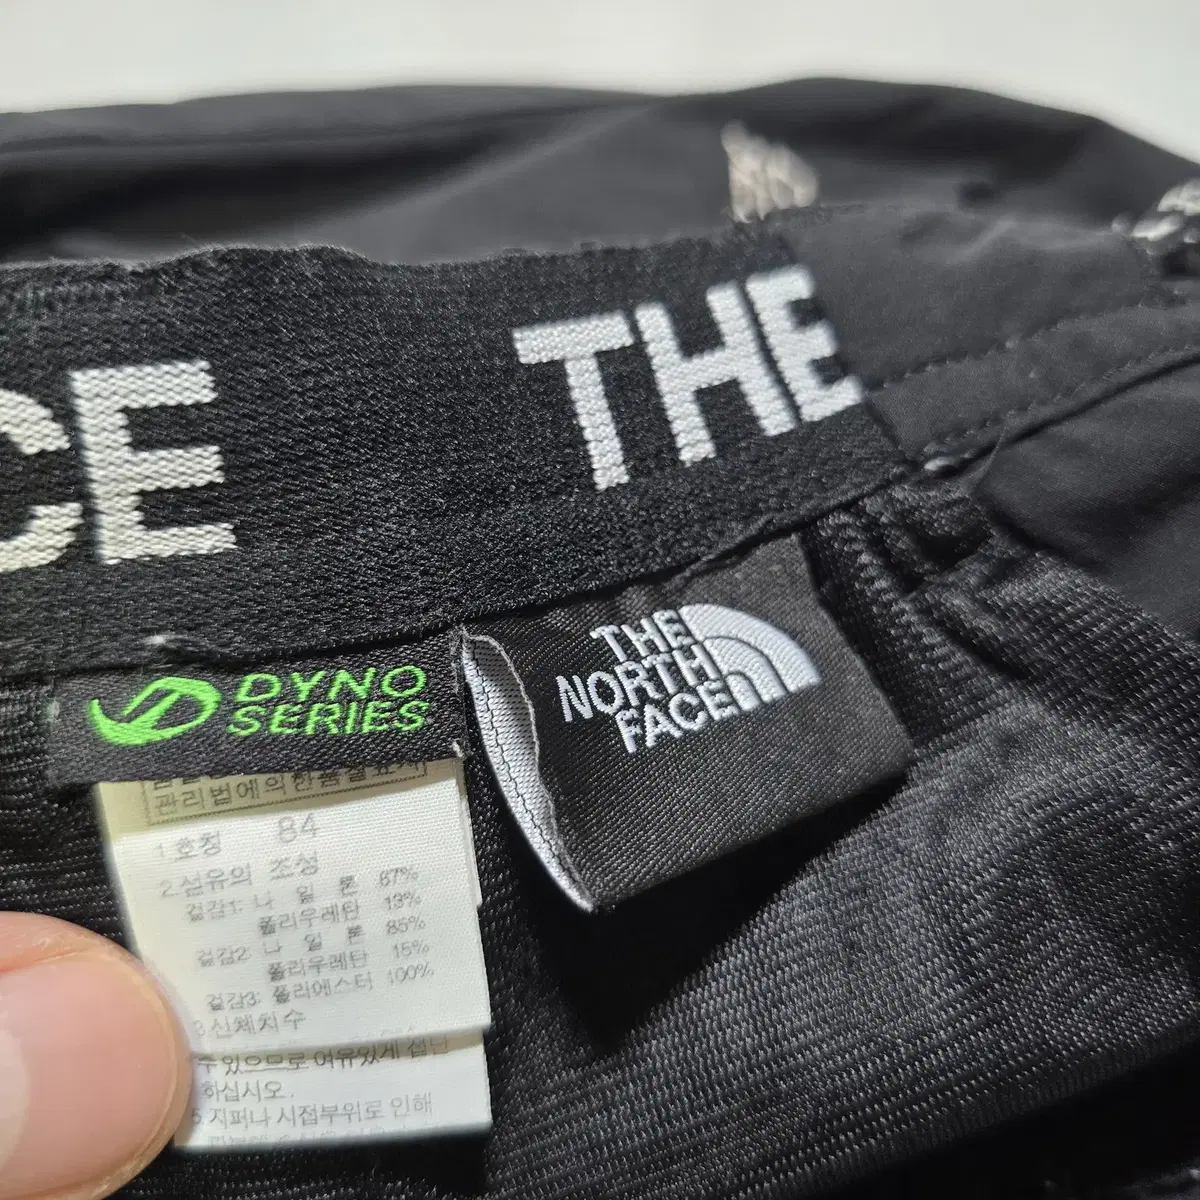 CE
THE
DYNO
SERIES
THE
NORTH
FACE
관리법에의한품질표시
1 호칭 84
2.섬유의 조성
겉감1: 나 일 론 87%
폴리우레탄 13%
겉감2: 나 일 론 85%
폴리우레탄 15%
겉감3: 폴리에스터 100%
3 신체치수
수 있으므로 여유있게
하십시오.
5 지퍼나 시접부위로 인해